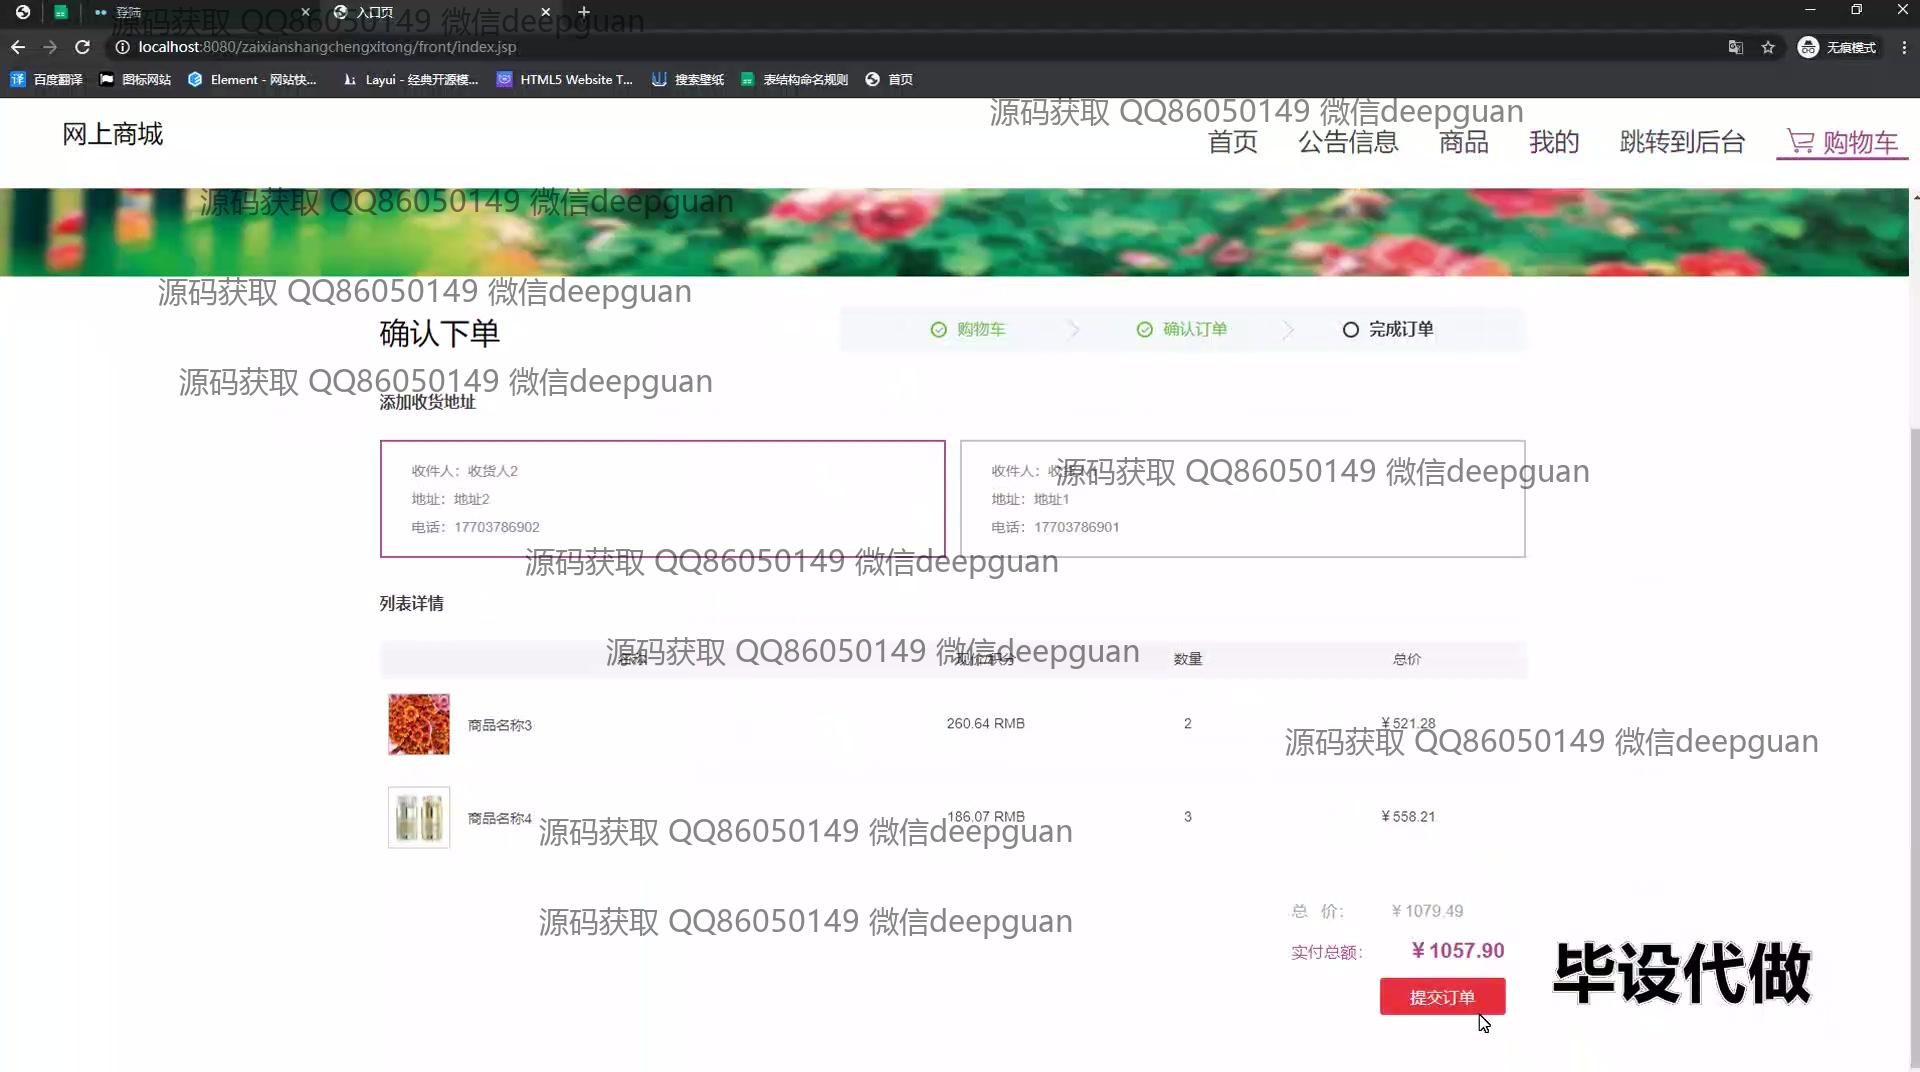 登陆
入口页
源码获取 QQ86050149 微信deepguan
localhost:8080/zaixianshangchengxitong/front/index.jsp
无痕模式
译 百度翻译 图标网站 Element - 网站快... Layui - 经典开源模... HTML5 Website T... 搜索壁纸 表结构命名规则 首页
源码获取 QQ86050149 微信deepguan
网上商城
首页 公告信息 商品 我的 跳转到后台 购物车
源码获取 QQ86050149 微信deepguan
源码获取 QQ86050149 微信deepguan
确认下单
购物车 确认订单 完成订单
源码获取 QQ86050149 微信deepguan
添加收货地址
收件人：收货人2
地址：地址2
电话：17703786902
收件人：
源码获取 QQ86050149 微信deepguan
地址：地址1
电话：17703786901
源码获取 QQ86050149 微信deepguan
列表详情
源码获取 QQ86050149 微信deepguan
数量 总价
商品名称3 260.64 RMB 2 ￥521.28
源码获取 QQ86050149 微信deepguan
商品名称4 186.07 RMB 3 ￥558.21
源码获取 QQ86050149 微信deepguan
源码获取 QQ86050149 微信deepguan
总 价： ￥1079.49
实付总额： ￥1057.90
提交订单
毕设代做